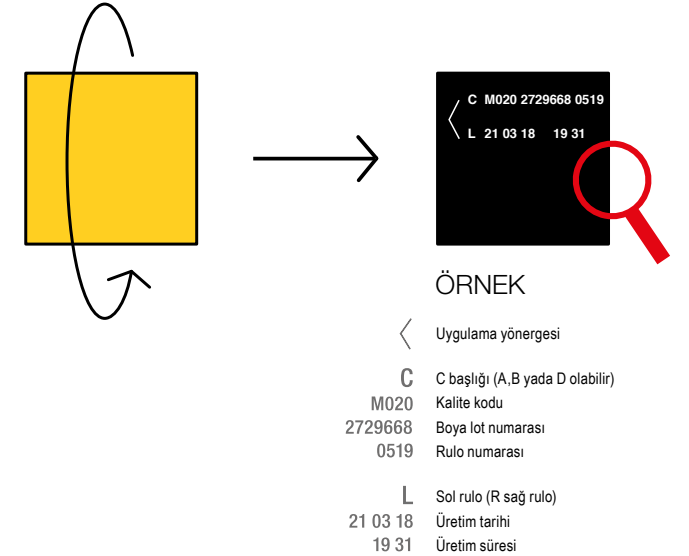 C M020 2729668 0519
L 21 03 18 19 31
ÖRNEK
Uygulama yönergesi
C C başlığı (A,B yada D olabilir)
M020 Kalite kodu
2729668 Boya lot numarası
0519 Rulo numarası
L Sol rulo (R sağ rulo)
21 03 18 Üretim tarihi
19 31 Üretim süresi